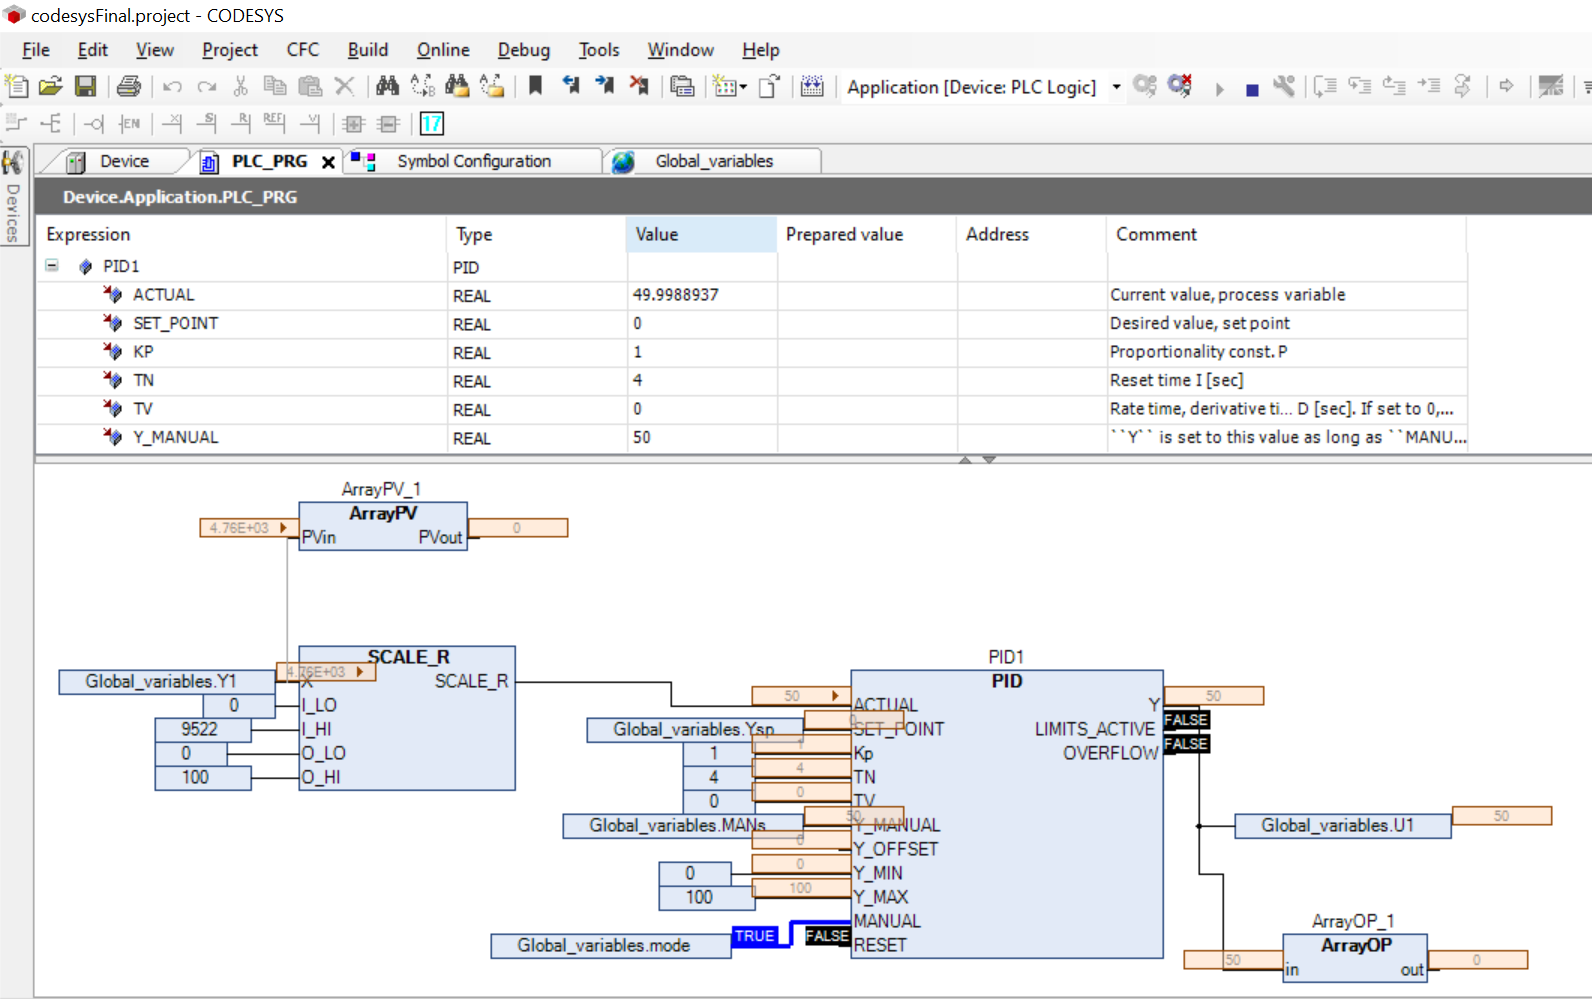 codesysFinal.project - CODESYS
File Edit View Project CFC Build Online Debug Tools Window Help
Application [Device: PLC Logic]
EN S R REF 17
Devices
Device PLC_PRG Symbol Configuration Global_variables
Device.Application.PLC_PRG
Expression Type Value Prepared value Address Comment
PID1 PID
ACTUAL REAL 49.9988937 Current value, process variable
SET_POINT REAL 0 Desired value, set point
KP REAL 1 Proportionality const. P
TN REAL 4 Reset time I [sec]
TV REAL 0 Rate time, derivative ti... D [sec]. If set to 0,...
Y_MANUAL REAL 50 ``Y`` is set to this value as long as ``MANU...
ArrayPV_1
ArrayPV
4.76E+03 0
PVin PVout
SCALE_R
4.76E+03
Global_variables.Y1 X SCALE_R
0 I_LO
9522 I_HI
0 O_LO
100 O_HI
PID1
PID
50 ACTUAL Y 50
Global_variables.Ysp 0 SET_POINT LIMITS_ACTIVE FALSE
1 1 Kp OVERFLOW FALSE
4 4 TN
0 0 TV
Global_variables.MANs 50 Y_MANUAL
0 Y_OFFSET
0 0 Y_MIN
100 100 Y_MAX
MANUAL
Global_variables.mode TRUE FALSE RESET
Global_variables.U1 50
ArrayOP_1
ArrayOP
50 in out 0